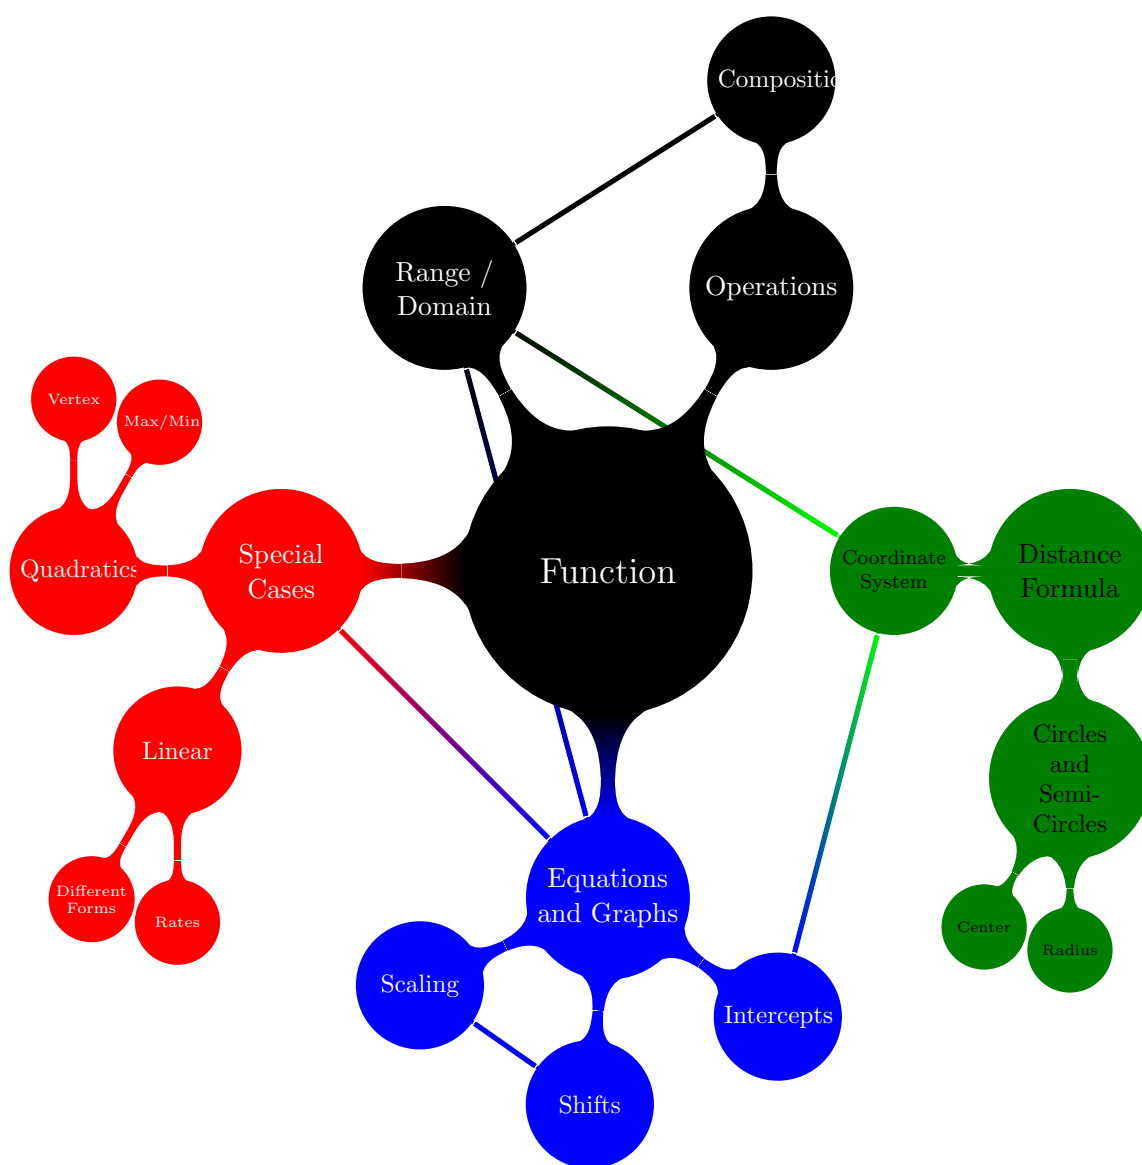 Compositio
Range /
Domain
Operations
Vertex
Max/Min
Quadratics
Special
Cases
Function
Coordinate
System
Distance
Formula
Linear
Circles
and
Semi-
Circles
Different
Forms
Rates
Equations
and Graphs
Center
Radius
Scaling
Intercepts
Shifts